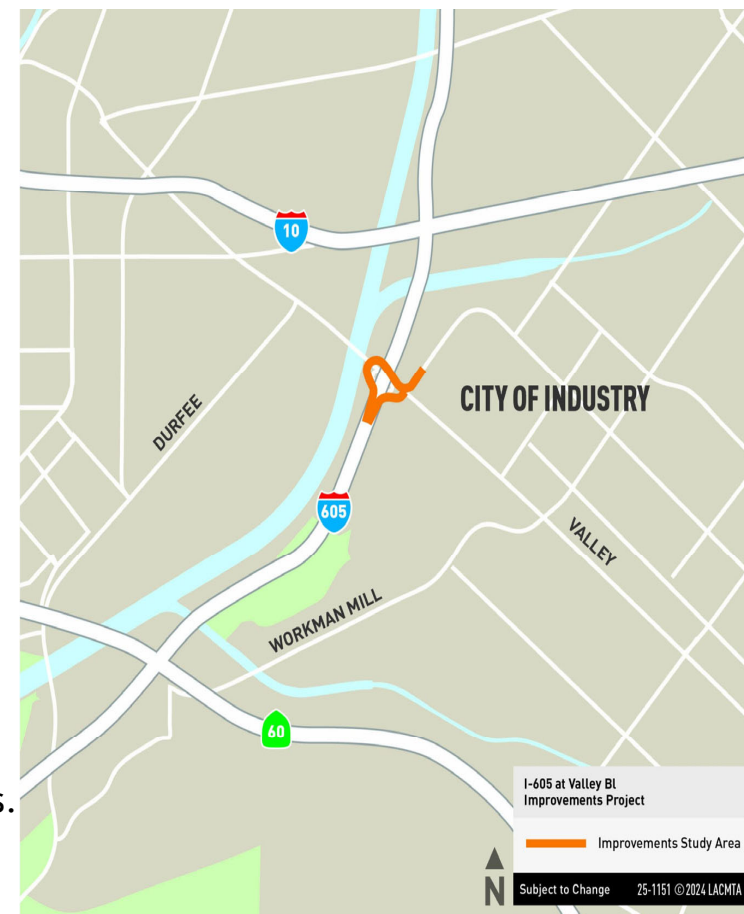 10
CITY OF INDUSTRY
DURFEE
605
VALLEY
WORKMAN MILL
60
s.
I-605 at Valley Bl
Improvements Project
Improvements Study Area
N
Subject to Change 25-1151 © 2024 LACMTA